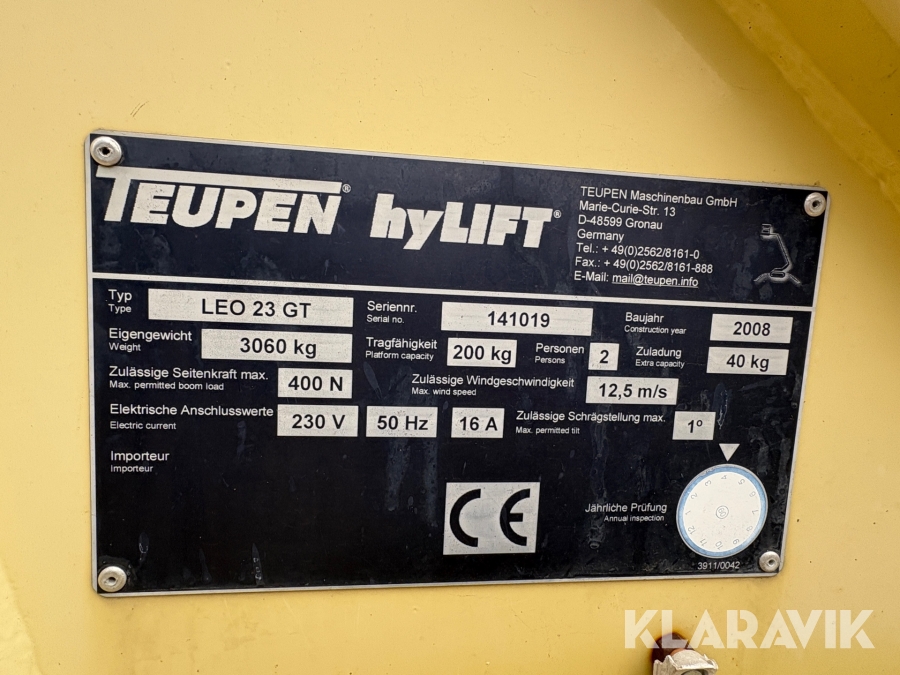 TEUPEN® hyLIFT®
TEUPEN Maschinenbau GmbH
Marie-Curie-Str. 13
D-48599 Gronau
Germany
Tel.: + 49(0)2562/8161-0
Fax.: + 49(0)2562/8161-888
E-Mail: mail@teupen.info
Typ LEO 23 GT Seriennr. 141019 Baujahr 2008
Type Serial no. Construction year
Eigengewicht 3060 kg Tragfähigkeit 200 kg Personen 2 Zuladung 40 kg
Weight Platform capacity Persons Extra capacity
Zulässige Seitenkraft max. 400 N Zulässige Windgeschwindigkeit 12,5 m/s
Max. permitted boom load Max. wind speed
Elektrische Anschlusswerte 230 V 50 Hz 16 A Zulässige Schrägstellung max. 1°
Electric current Max. permitted tilt
Importeur
Importeur
CE
Jährliche Prüfung
Annual inspection
3911/0042
KLARAVIK